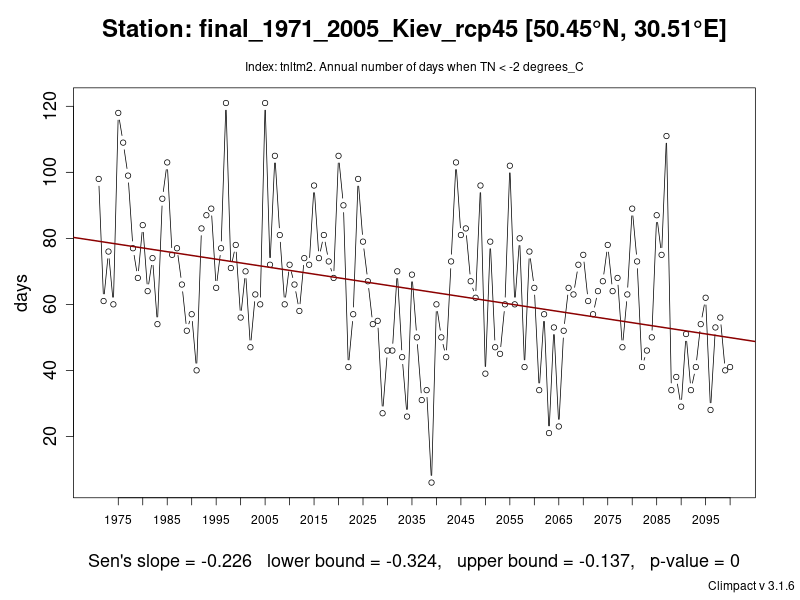 Station: final_1971_2005_Kiev_rcp45 [50.45°N, 30.51°E]
Index: tnltm2. Annual number of days when TN < -2 degrees_C
120
100
80
60
40
20
days
1975 1985 1995 2005 2015 2025 2035 2045 2055 2065 2075 2085 2095
Sen's slope = -0.226 lower bound = -0.324, upper bound = -0.137, p-value = 0
Climpact v 3.1.6